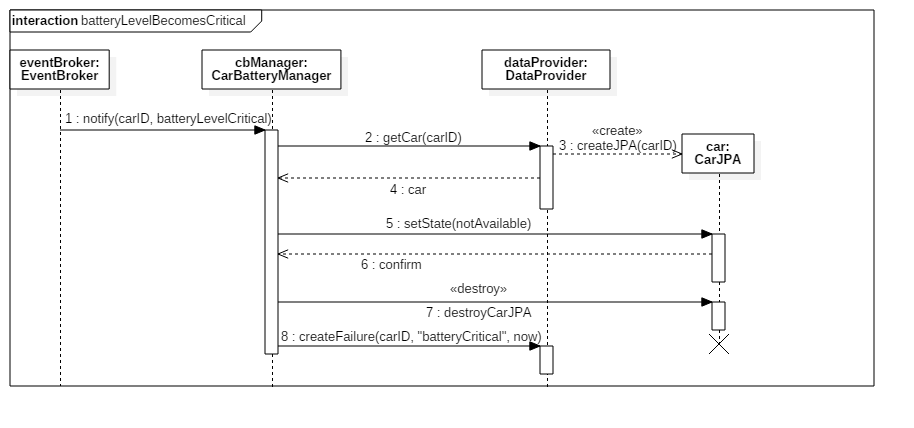 interaction batteryLevelBecomesCritical
eventBroker:
EventBroker
cbManager:
CarBatteryManager
dataProvider:
DataProvider
1 : notify(carID, batteryLevelCritical)
2 : getCar(carID)
«create»
3 : createJPA(carID)
car:
CarJPA
4 : car
5 : setState(notAvailable)
6 : confirm
«destroy»
7 : destroyCarJPA
8 : createFailure(carID, "batteryCritical", now)